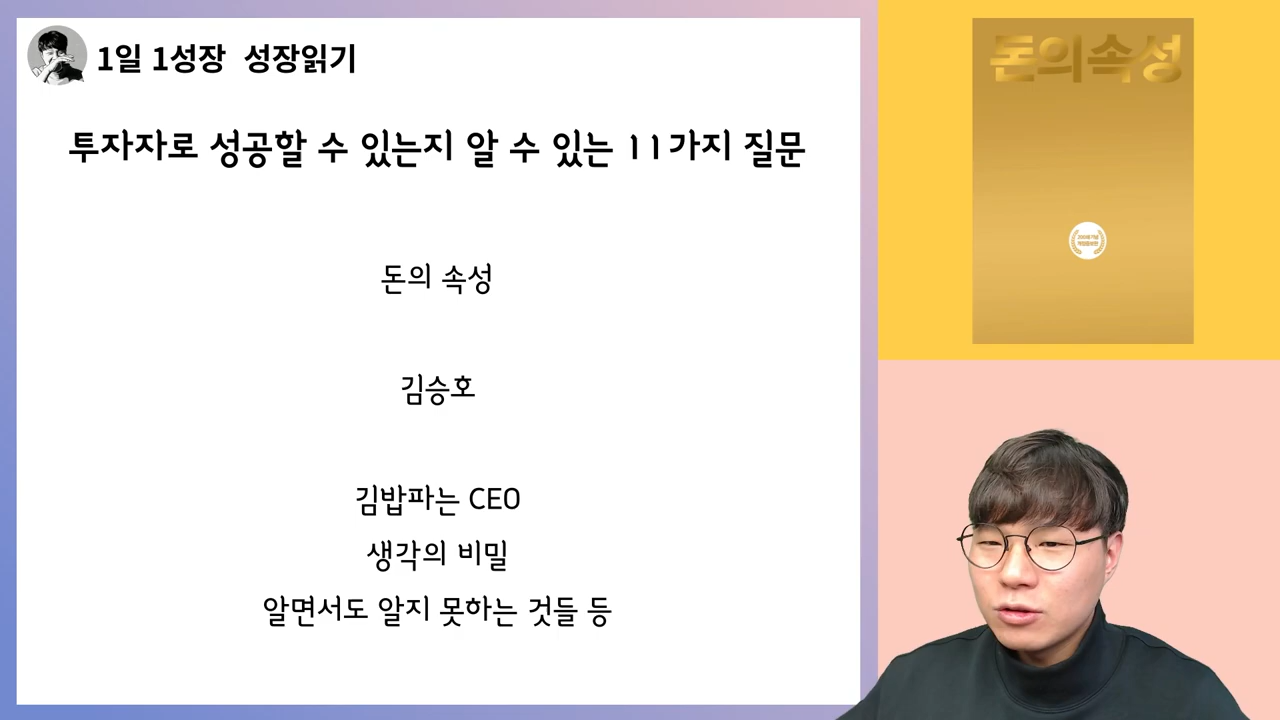 1일 1성장 성장읽기
투자자로 성공할 수 있는지 알 수 있는 11가지 질문
돈의 속성
김승호
김밥파는 CEO
생각의 비밀
알면서도 알지 못하는 것들 등
돈의 속성